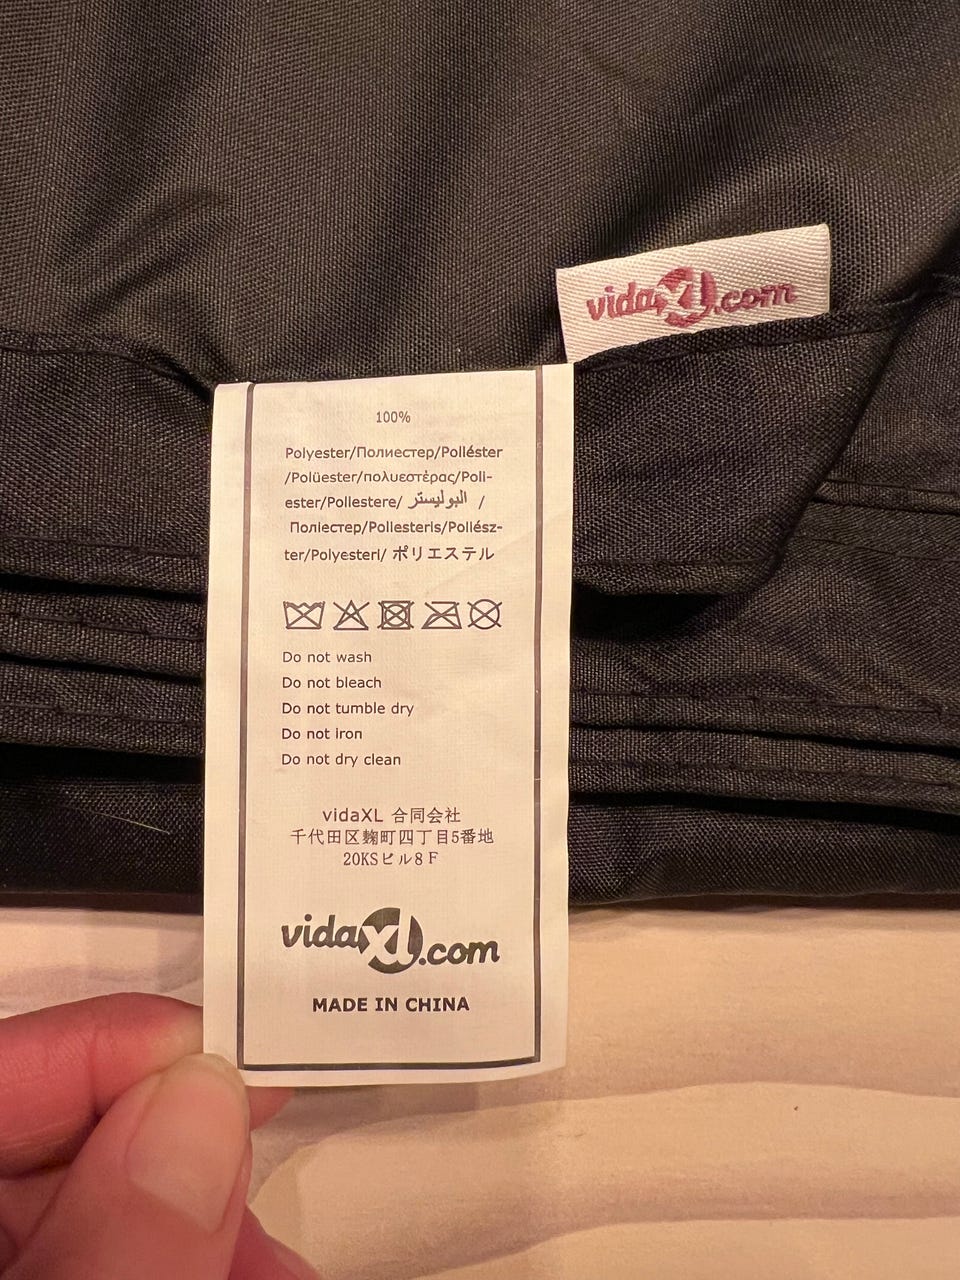 vidaXL.com
100%
Polyester/Полиестер/Poliéster
/Polüester/πολυεστέρας/Poli-
ester/Poliestere/ البوليستر /
Поліестер/Poliesteris/Poliész-
ter/Polyesteri/ ポリエステル
Do not wash
Do not bleach
Do not tumble dry
Do not iron
Do not dry clean
vidaXL 合同会社
千代田区麹町四丁目5番地
20KSビル8F
vidaXL.com
MADE IN CHINA